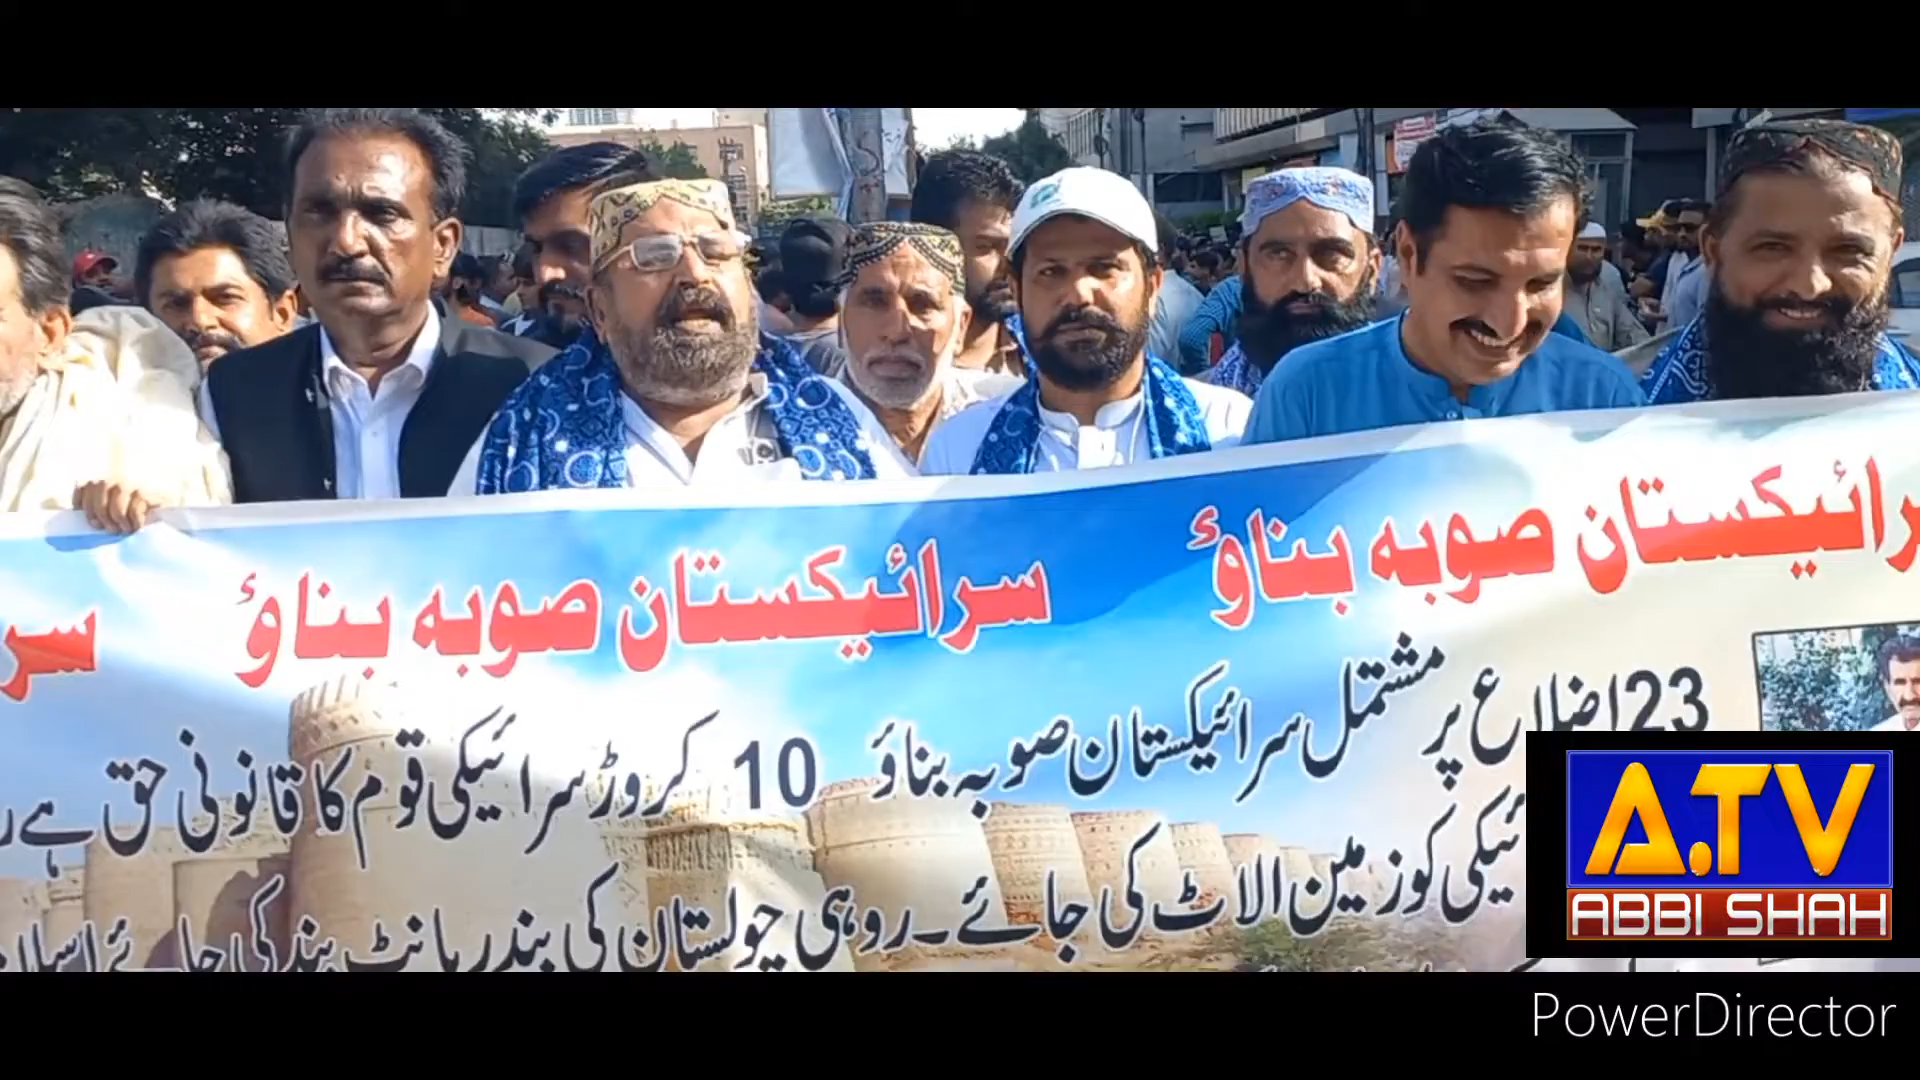 سرائیکستان صوبہ بناؤ سرائیکستان صوبہ بناؤ سر
23 اضلاع پر مشتمل سرائیکستان صوبہ بناؤ 10 کروڑ سرائیکی قوم کا قانونی حق ہے
ئیکی کو زمین الاٹ کی جائے۔ روہی چولستان کی بندر بانٹ بند کی جائے
A.TV
ABBI SHAH
PowerDirector